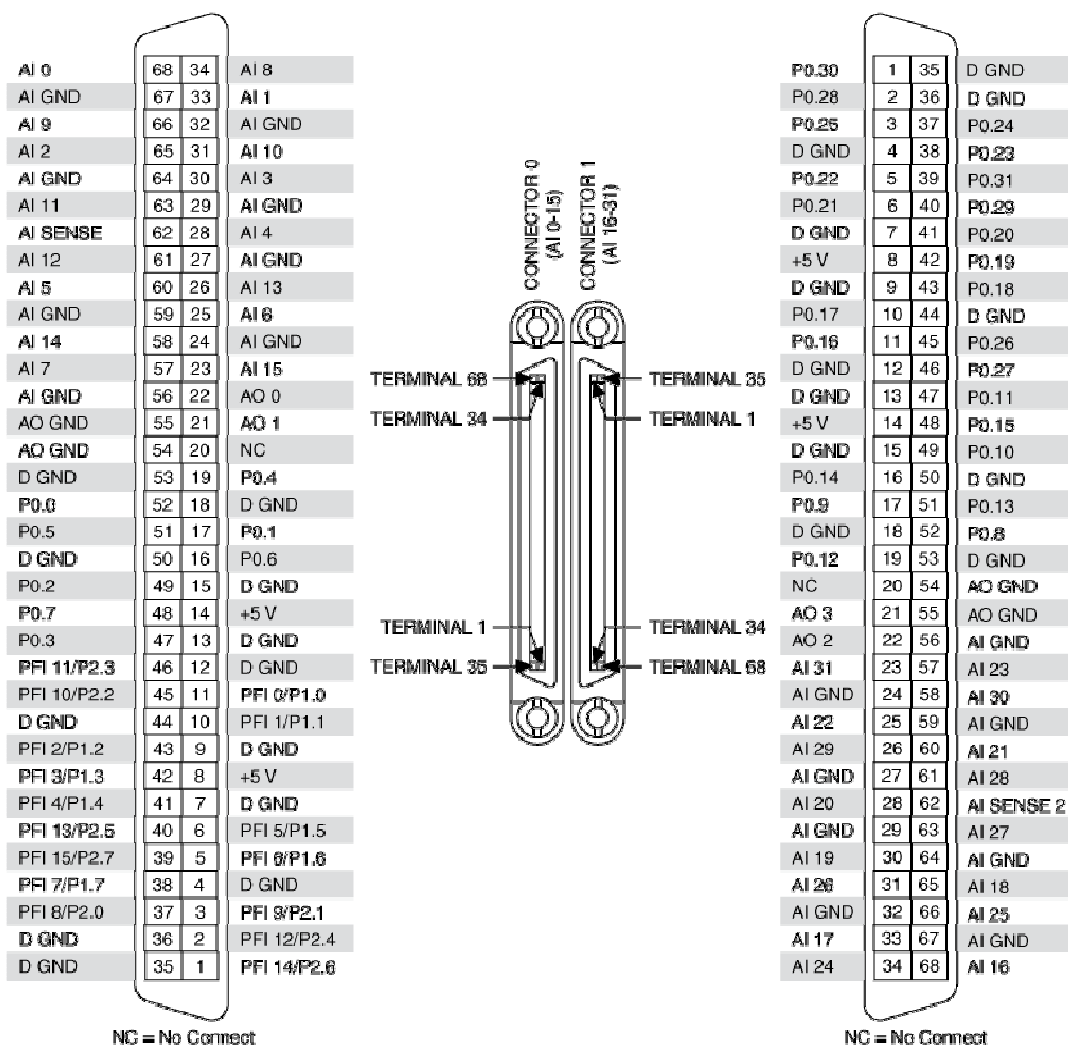 AI 0 68 34 AI 8
AI GND 67 33 AI 1
AI 9 66 32 AI GND
AI 2 65 31 AI 10
AI GND 64 30 AI 3
AI 11 63 29 AI GND
AI SENSE 62 28 AI 4
AI 12 61 27 AI GND
AI 5 60 26 AI 13
AI GND 59 25 AI 6
AI 14 58 24 AI GND
AI 7 57 23 AI 15
AI GND 56 22 AO 0
AO GND 55 21 AO 1
AO GND 54 20 NC
D GND 53 19 P0.4
P0.0 52 18 D GND
P0.5 51 17 P0.1
D GND 50 16 P0.6
P0.2 49 15 D GND
P0.7 48 14 +5 V
P0.3 47 13 D GND
PFI 11/P2.3 46 12 D GND
PFI 10/P2.2 45 11 PFI 0/P1.0
D GND 44 10 PFI 1/P1.1
PFI 2/P1.2 43 9 D GND
PFI 3/P1.3 42 8 +5 V
PFI 4/P1.4 41 7 D GND
PFI 13/P2.5 40 6 PFI 5/P1.5
PFI 15/P2.7 39 5 PFI 6/P1.6
PFI 7/P1.7 38 4 D GND
PFI 8/P2.0 37 3 PFI 9/P2.1
D GND 36 2 PFI 12/P2.4
D GND 35 1 PFI 14/P2.6
NC = No Connect
CONNECTOR 0
(AI 0-15)
CONNECTOR 1
(AI 16-31)
TERMINAL 68
TERMINAL 35
TERMINAL 34
TERMINAL 1
TERMINAL 1
TERMINAL 34
TERMINAL 35
TERMINAL 68
P0.30 1 35 D GND
P0.28 2 36 D GND
P0.25 3 37 P0.24
D GND 4 38 P0.23
P0.22 5 39 P0.31
P0.21 6 40 P0.29
D GND 7 41 P0.20
+5 V 8 42 P0.19
D GND 9 43 P0.18
P0.17 10 44 D GND
P0.16 11 45 P0.26
D GND 12 46 P0.27
D GND 13 47 P0.11
+5 V 14 48 P0.15
D GND 15 49 P0.10
P0.14 16 50 D GND
P0.9 17 51 P0.13
D GND 18 52 P0.8
P0.12 19 53 D GND
NC 20 54 AO GND
AO 3 21 55 AO GND
AO 2 22 56 AI GND
AI 31 23 57 AI 23
AI GND 24 58 AI 30
AI 22 25 59 AI GND
AI 29 26 60 AI 21
AI GND 27 61 AI 28
AI 20 28 62 AI SENSE 2
AI GND 29 63 AI 27
AI 19 30 64 AI GND
AI 26 31 65 AI 18
AI GND 32 66 AI 25
AI 17 33 67 AI GND
AI 24 34 68 AI 16
NC = No Connect